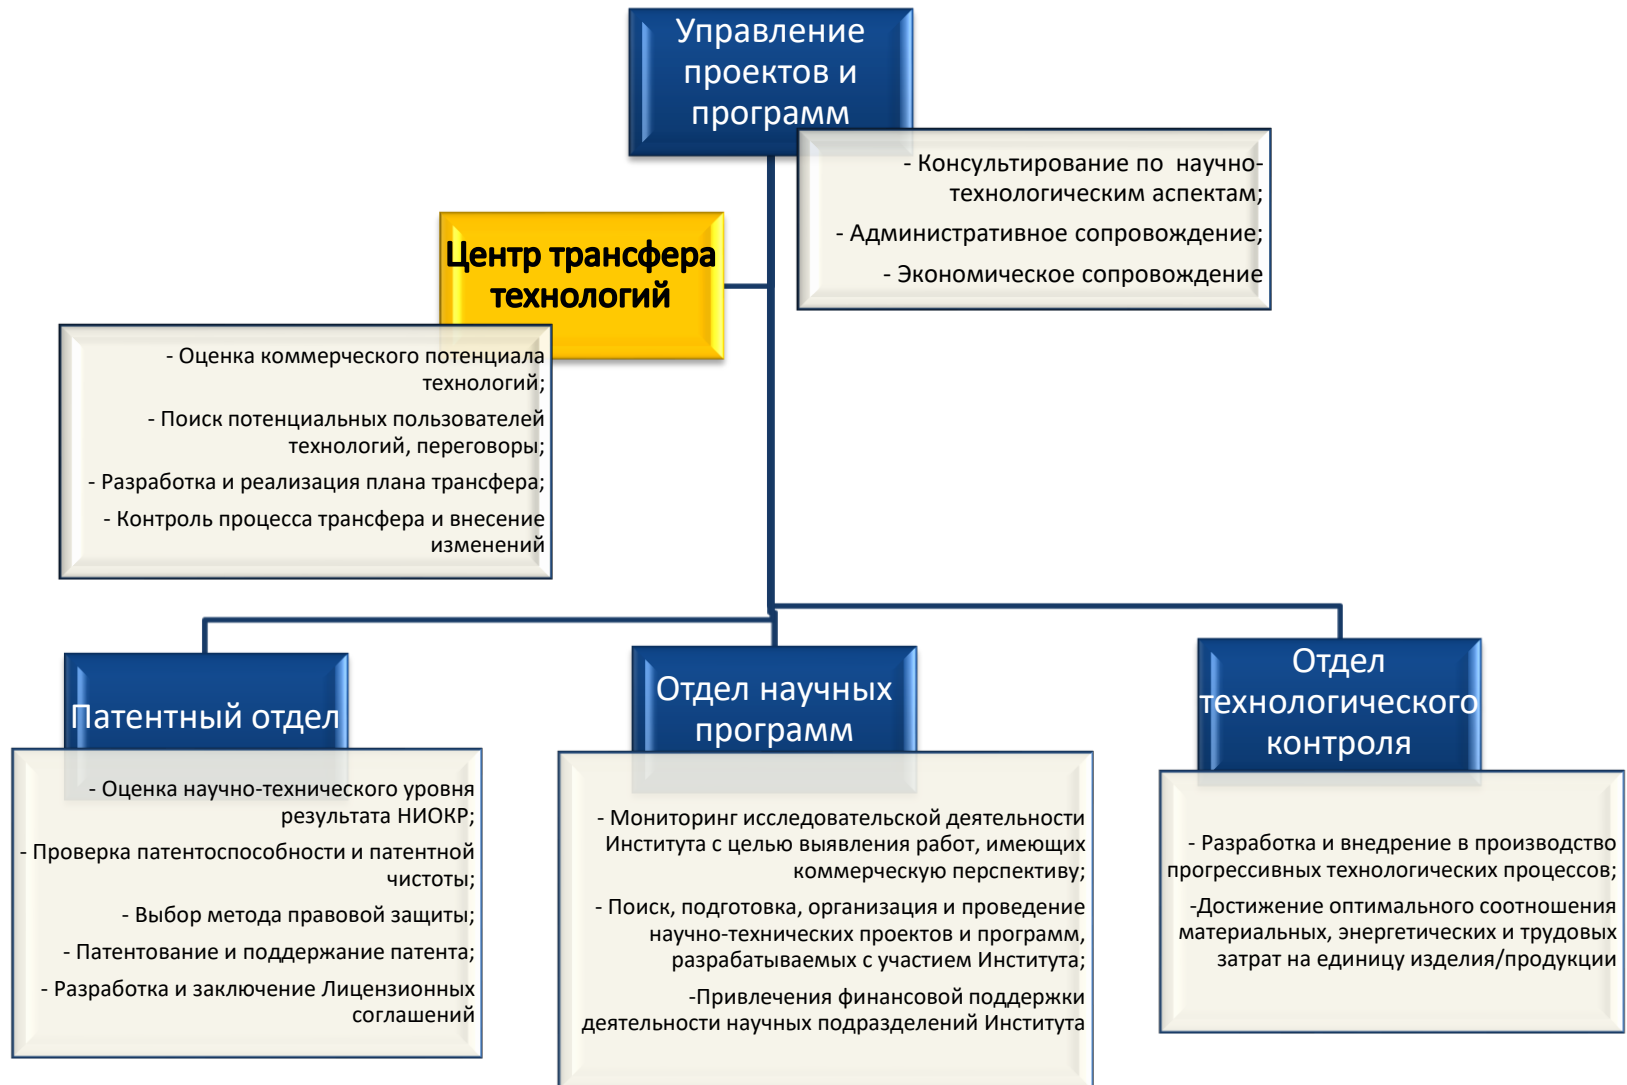 Управление
проектов и
программ
- Консультирование по научно-
технологическим аспектам;
- Административное сопровождение;
- Экономическое сопровождение
Центр трансфера
технологий
- Оценка коммерческого потенциала
технологий;
- Поиск потенциальных пользователей
технологий, переговоры;
- Разработка и реализация плана трансфера;
- Контроль процесса трансфера и внесение
изменений
Патентный отдел
- Оценка научно-технического уровня
результата НИОКР;
- Проверка патентоспособности и патентной
чистоты;
- Выбор метода правовой защиты;
- Патентование и поддержание патента;
- Разработка и заключение Лицензионных
соглашений
Отдел научных
программ
- Мониторинг исследовательской деятельности
Института с целью выявления работ, имеющих
коммерческую перспективу;
- Поиск, подготовка, организация и проведение
научно-технических проектов и программ,
разрабатываемых с участием Института;
-Привлечения финансовой поддержки
деятельности научных подразделений Института
Отдел
технологического
контроля
- Разработка и внедрение в производство
прогрессивных технологических процессов;
-Достижение оптимального соотношения
материальных, энергетических и трудовых
затрат на единицу изделия/продукции